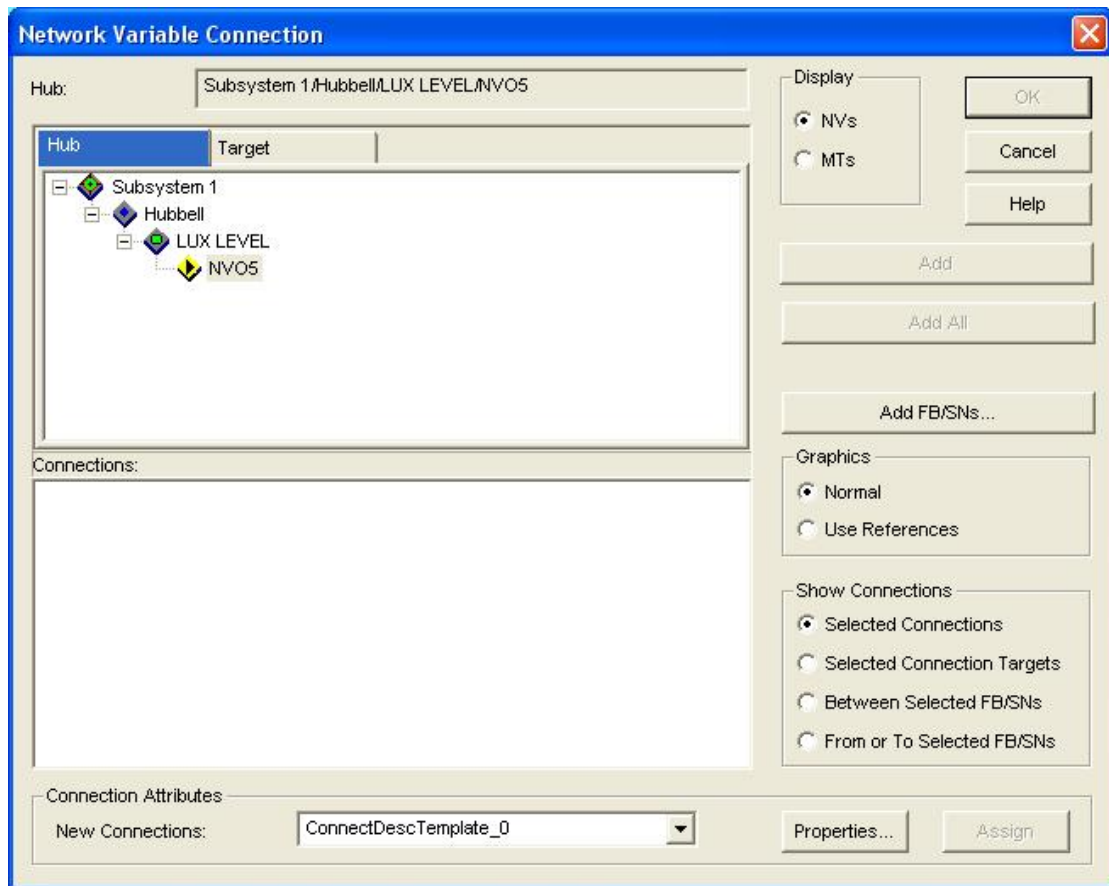 Network Variable Connection
Hub:
Subsystem 1/Hubbell/LUX LEVEL/NVO5
Hub
Target
Subsystem 1
Hubbell
LUX LEVEL
NVO5
Connections:
Display
NVs
MTs
OK
Cancel
Help
Add
Add All
Add FB/SNs...
Graphics
Normal
Use References
Show Connections
Selected Connections
Selected Connection Targets
Between Selected FB/SNs
From or To Selected FB/SNs
Connection Attributes
New Connections:
ConnectDescTemplate_0
Properties...
Assign